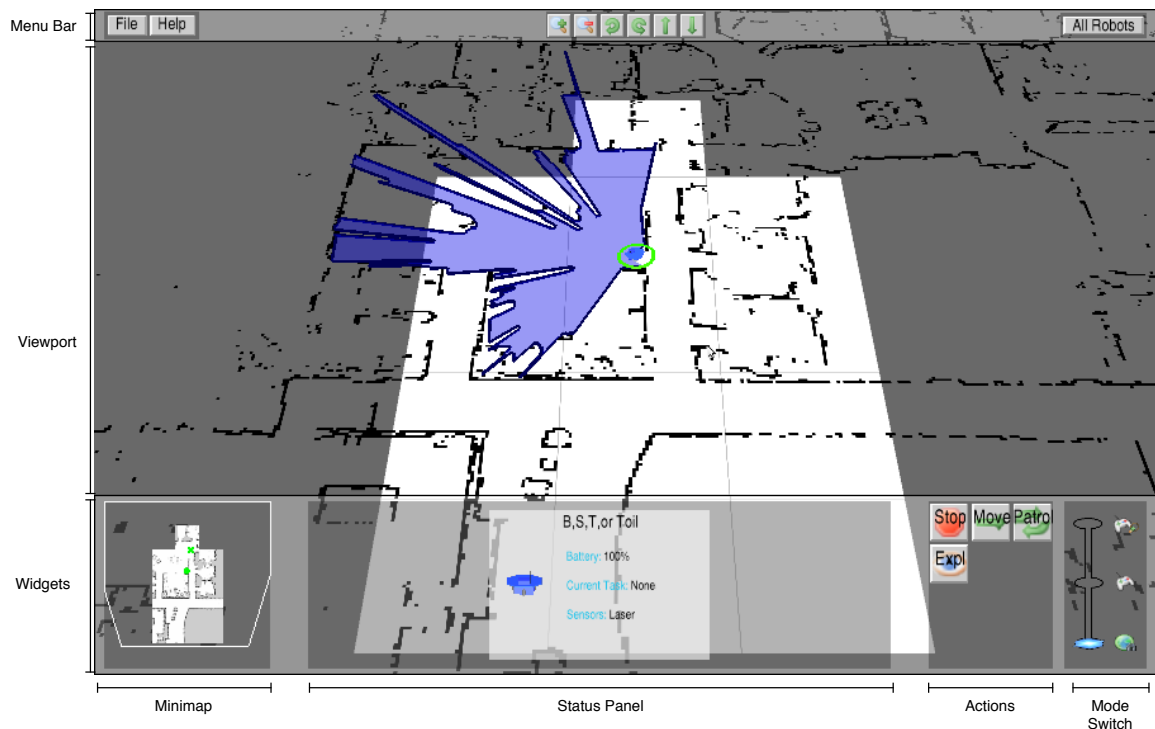 Menu Bar
File Help
All Robots
Viewport
Widgets
B,S,T,or Toil
Battery: 100%
Current Task: None
Sensors: Laser
Stop Move Patrol
Expl
Minimap Status Panel Actions Mode
Switch